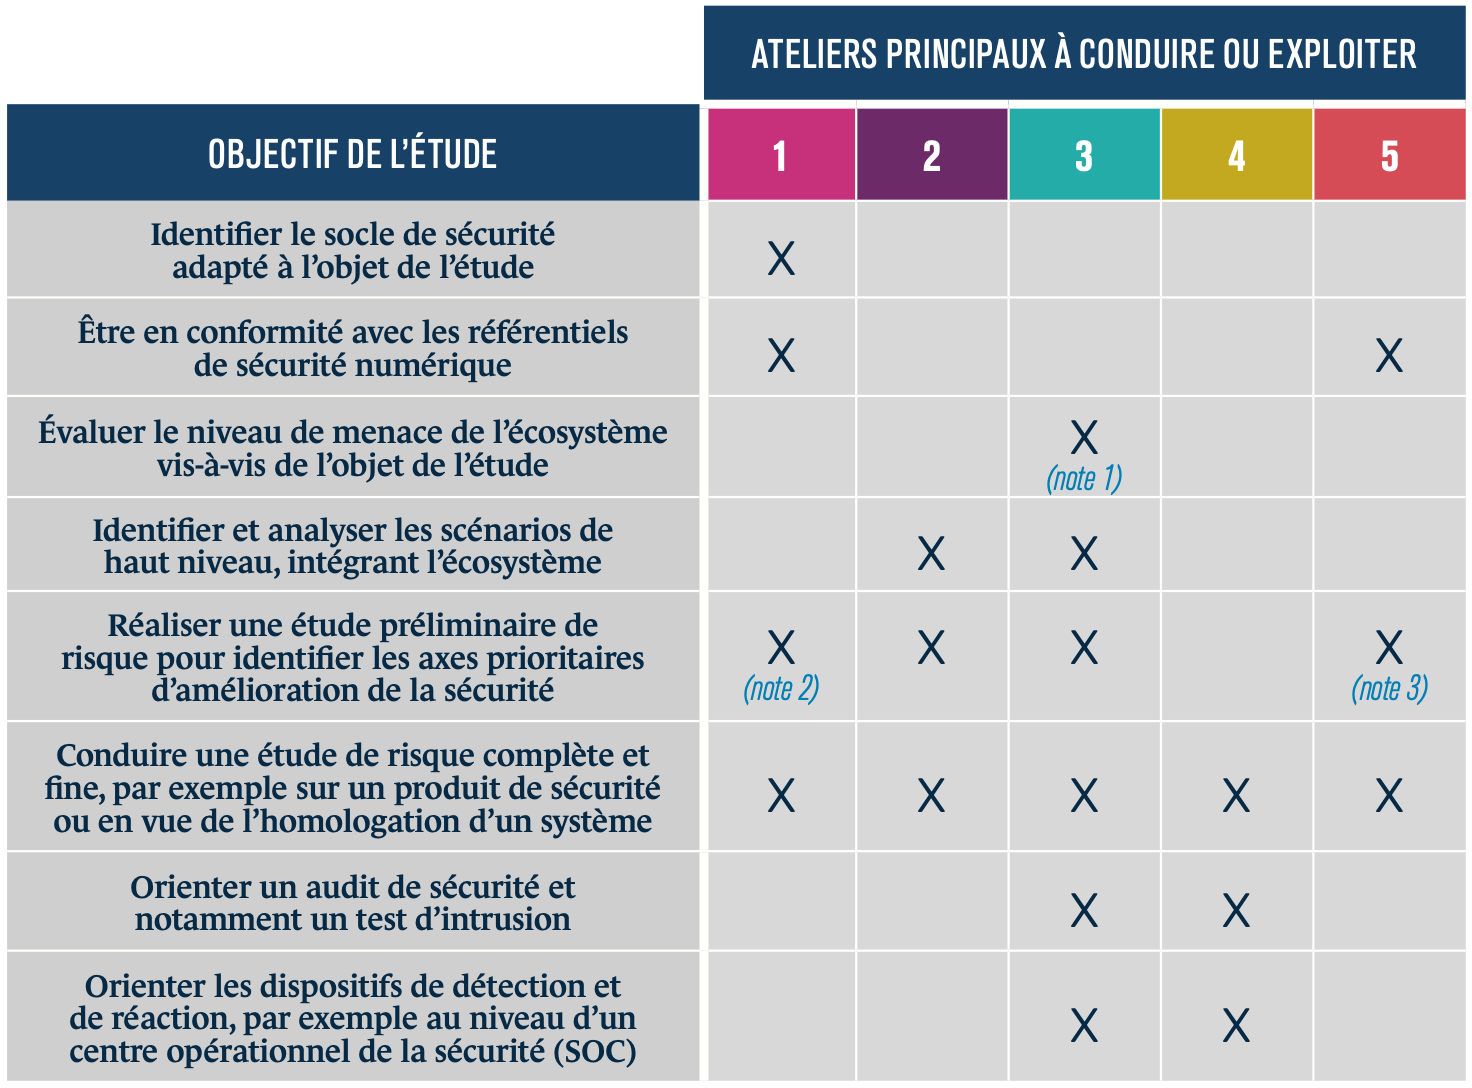 ATELIERS PRINCIPAUX À CONDUIRE OU EXPLOITER
OBJECTIF DE L’ÉTUDE 1 2 3 4 5
Identifier le socle de sécurité
adapté à l’objet de l’étude
X
Être en conformité avec les référentiels
de sécurité numérique
X X
Évaluer le niveau de menace de l’écosystème
vis-à-vis de l’objet de l’étude
X
(note 1)
Identifier et analyser les scénarios de
haut niveau, intégrant l’écosystème
X X
Réaliser une étude préliminaire de
risque pour identifier les axes prioritaires
d’amélioration de la sécurité
X X X X
(note 2) (note 3)
Conduire une étude de risque complète et
fine, par exemple sur un produit de sécurité
ou en vue de l’homologation d’un système
X X X X X
Orienter un audit de sécurité et
notamment un test d’intrusion
X X
Orienter les dispositifs de détection et
de réaction, par exemple au niveau d’un
centre opérationnel de la sécurité (SOC)
X X